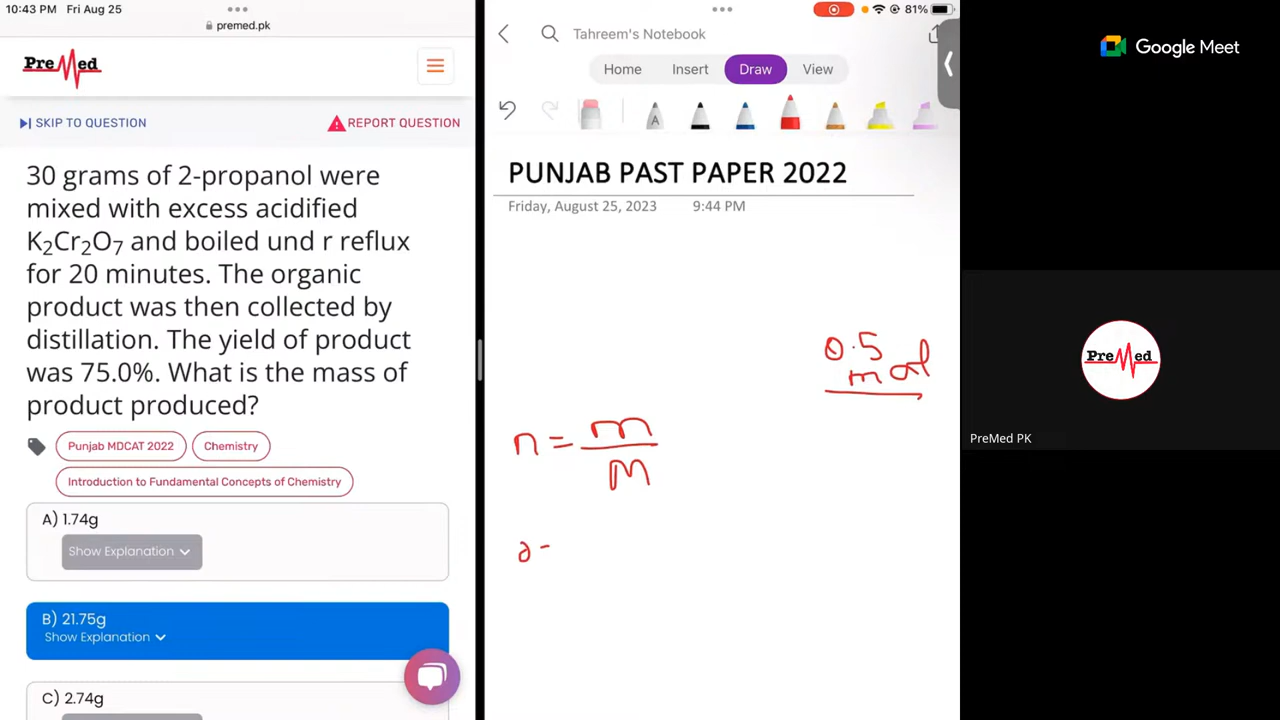 10:43 PM Fri Aug 25
81%
premed.pk
PreMed
SKIP TO QUESTION
REPORT QUESTION
30 grams of 2-propanol were
mixed with excess acidified
K₂Cr₂O₇ and boiled und r reflux
for 20 minutes. The organic
product was then collected by
distillation. The yield of product
was 75.0%. What is the mass of
product produced?
Punjab MDCAT 2022
Chemistry
Introduction to Fundamental Concepts of Chemistry
A) 1.74g
Show Explanation
B) 21.75g
Show Explanation
C) 2.74g
Tahreem's Notebook
Home Insert Draw View
A
PUNJAB PAST PAPER 2022
Friday, August 25, 2023 9:44 PM
0.5
mol
n = m
M
Google Meet
PreMed
PreMed PK